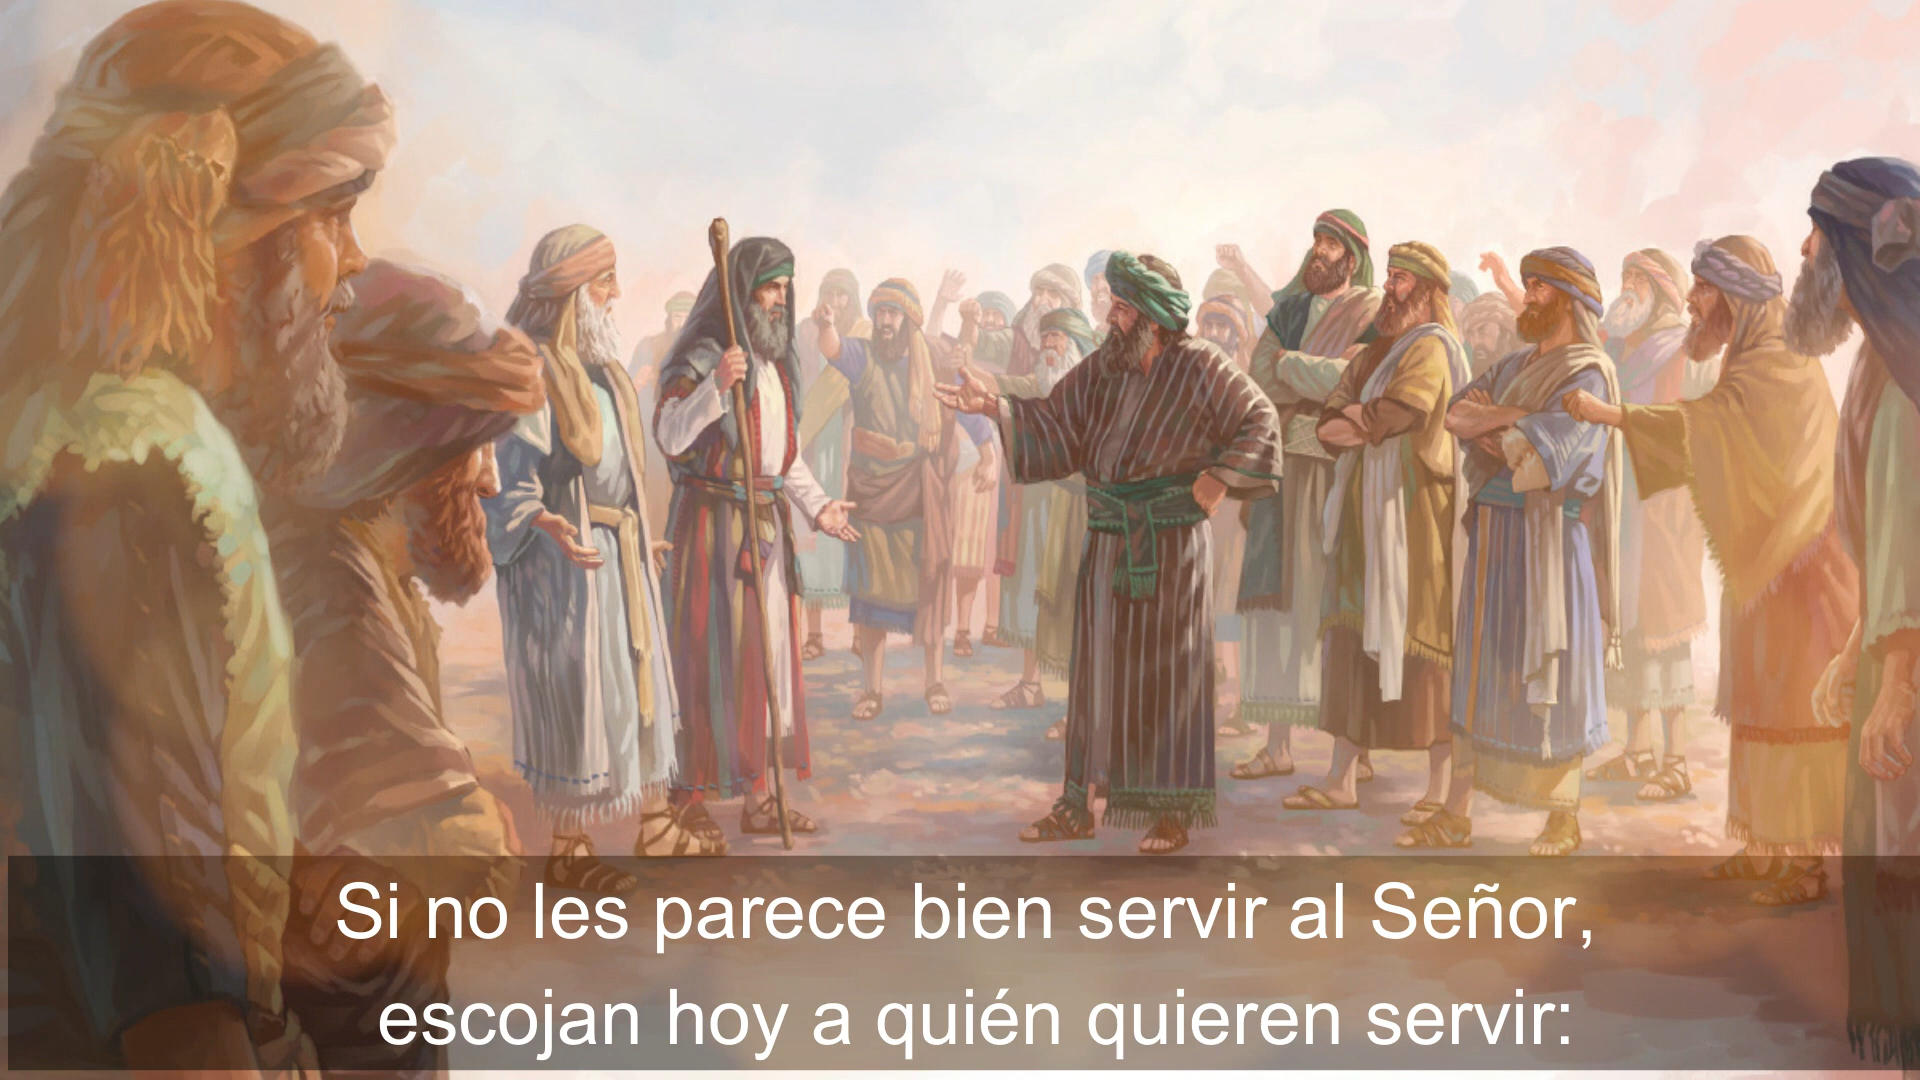 Si no les parece bien servir al Señor,
escojan hoy a quién quieren servir: